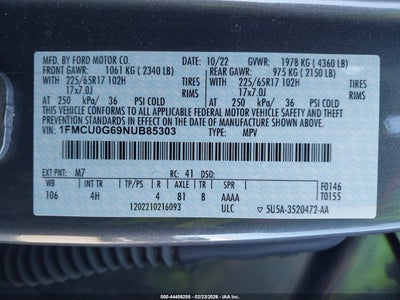 MFD. BY FORD MOTOR CO. 10/22 GVWR: 1978 KG ( 4360 LB)
FRONT GAWR: 1061 KG ( 2340 LB) REAR GAWR: 975 KG ( 2150 LB)
WITH WITH
225/65R17 102H 225/65R17 102H
17x7.0J 17x7.0J
AT 250 kPa/ 36 PSI COLD AT 250 kPa/ 36 PSI COLD
THIS VEHICLE CONFORMS TO ALL APPLICABLE FEDERAL MOTOR VEHICLE
SAFETY AND THEFT PREVENTION STANDARDS IN EFFECT ON THE DATE OF MANUFACTURE SHOWN ABOVE.
VIN: 1FMCU0G69NUB85303 TYPE: MPV
EXT PNT: M7 RC: 41 DSO:
WB BRK INT TR TP/PS R AXLE TR SPR F0146
106 4H 4 81 8 AAAA T0155
1202210216093 ULC 5U5A-3520472-AA
IAA 000-44456288 02/23/2026 IAAI.COM